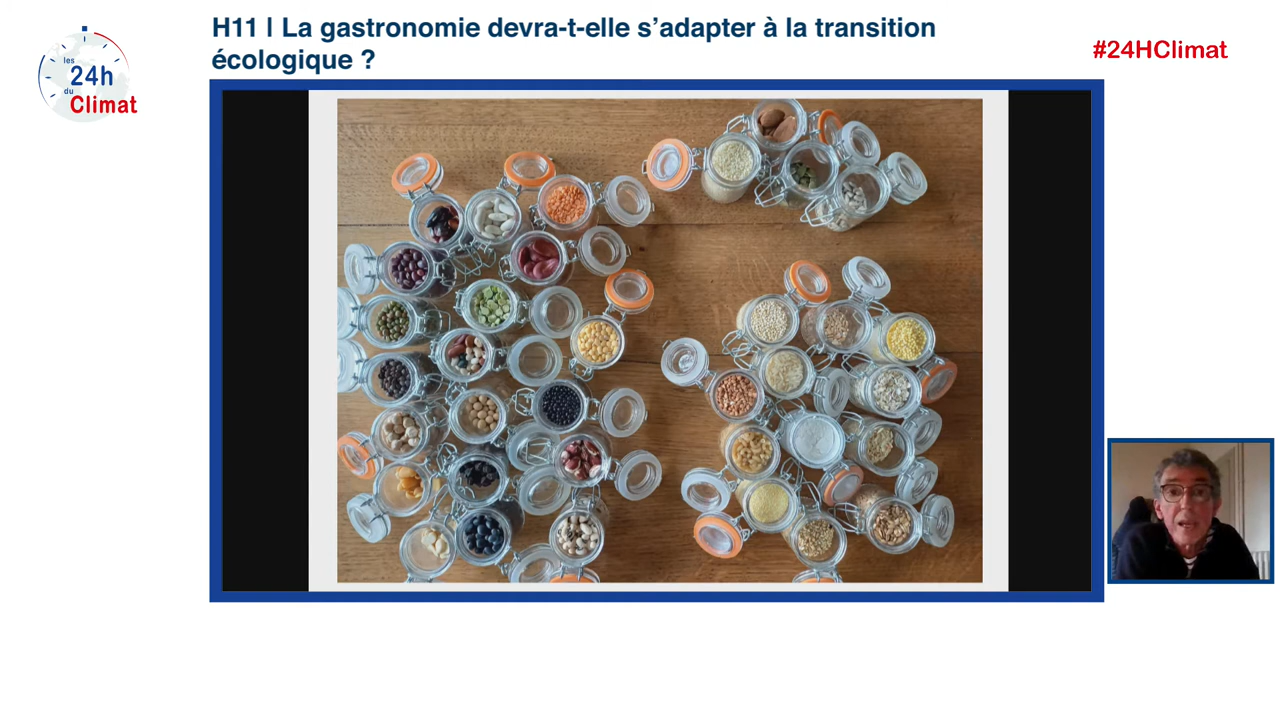 H11 | La gastronomie devra-t-elle s’adapter à la transition
écologique ?
#24HClimat
les
24h
du
Climat